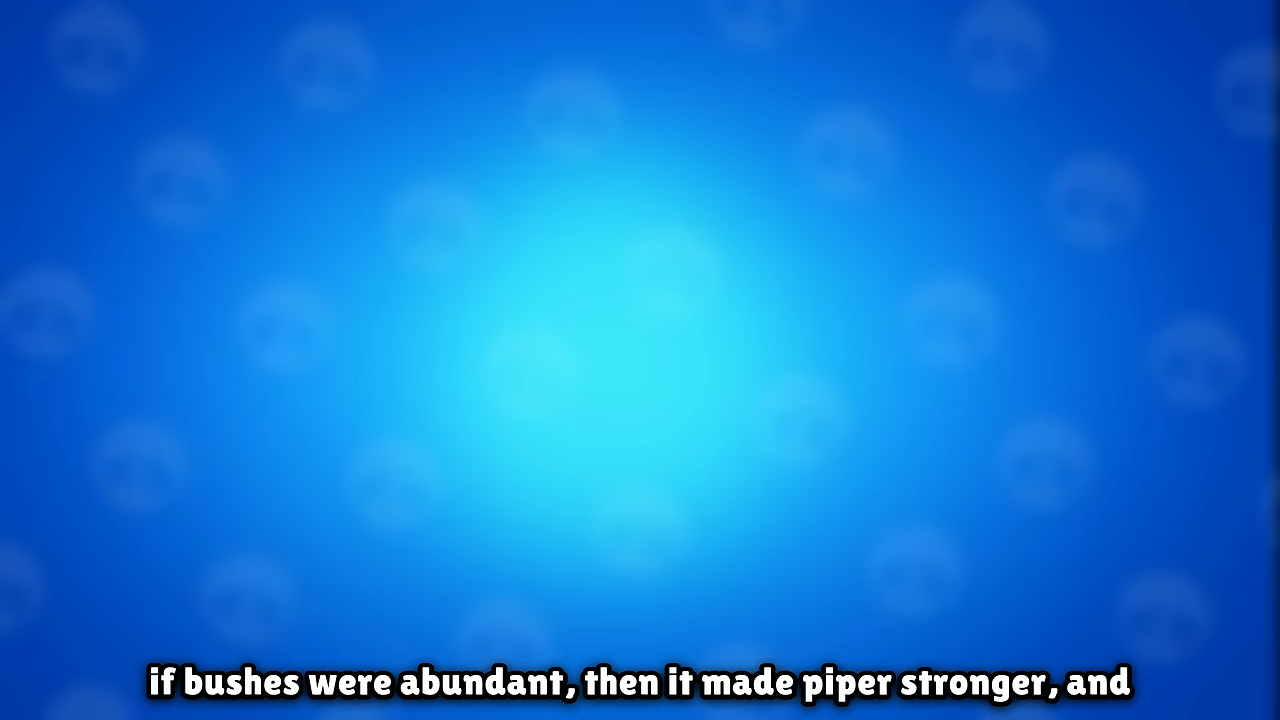 if bushes were abundant, then it made piper stronger, and